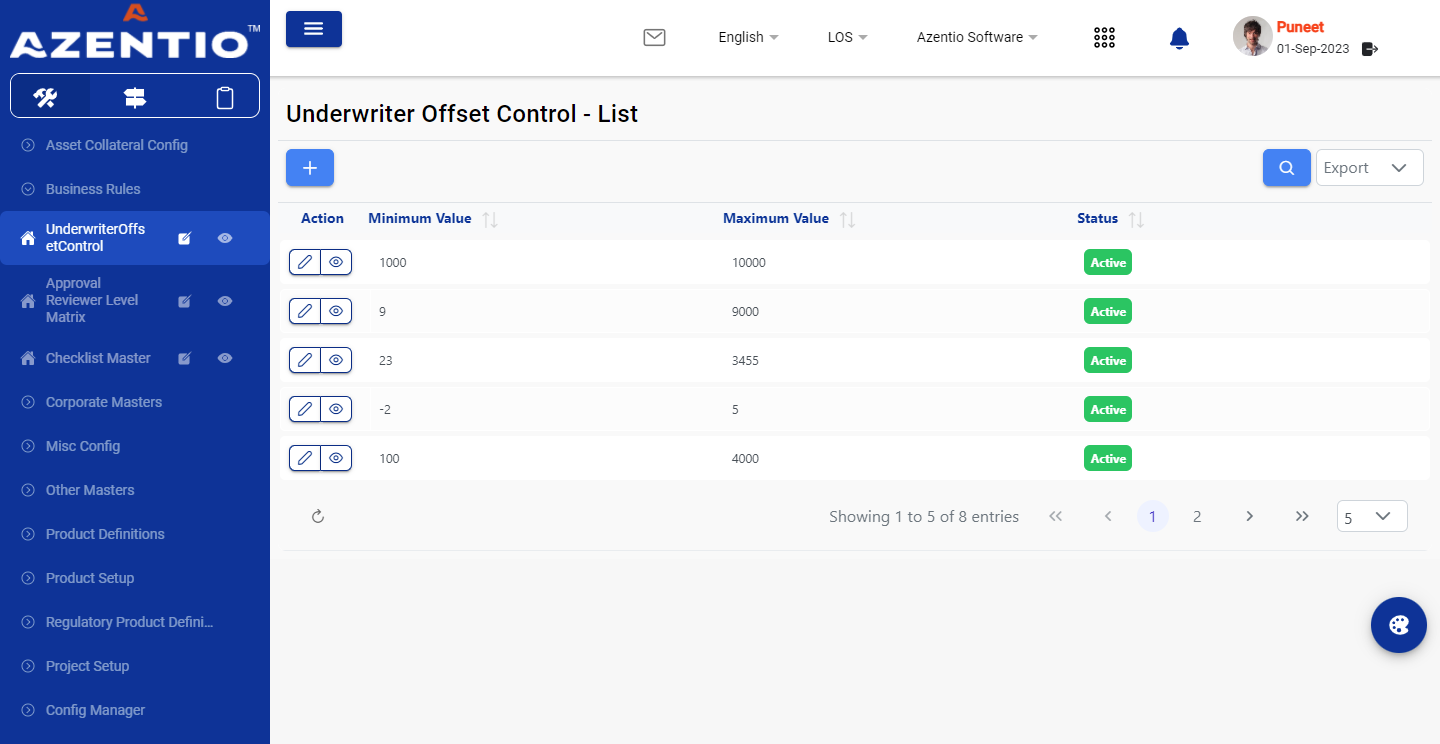 AZENTIO™
English
LOS
Azentio Software
Puneet
01-Sep-2023
Asset Collateral Config
Business Rules
UnderwriterOffs
etControl
Approval
Reviewer Level
Matrix
Checklist Master
Corporate Masters
Misc Config
Other Masters
Product Definitions
Product Setup
Regulatory Product Defini...
Project Setup
Config Manager
Underwriter Offset Control - List
Export
Action Minimum Value Maximum Value Status
1000 10000 Active
9 9000 Active
23 3455 Active
-2 5 Active
100 4000 Active
Showing 1 to 5 of 8 entries 1 2 5